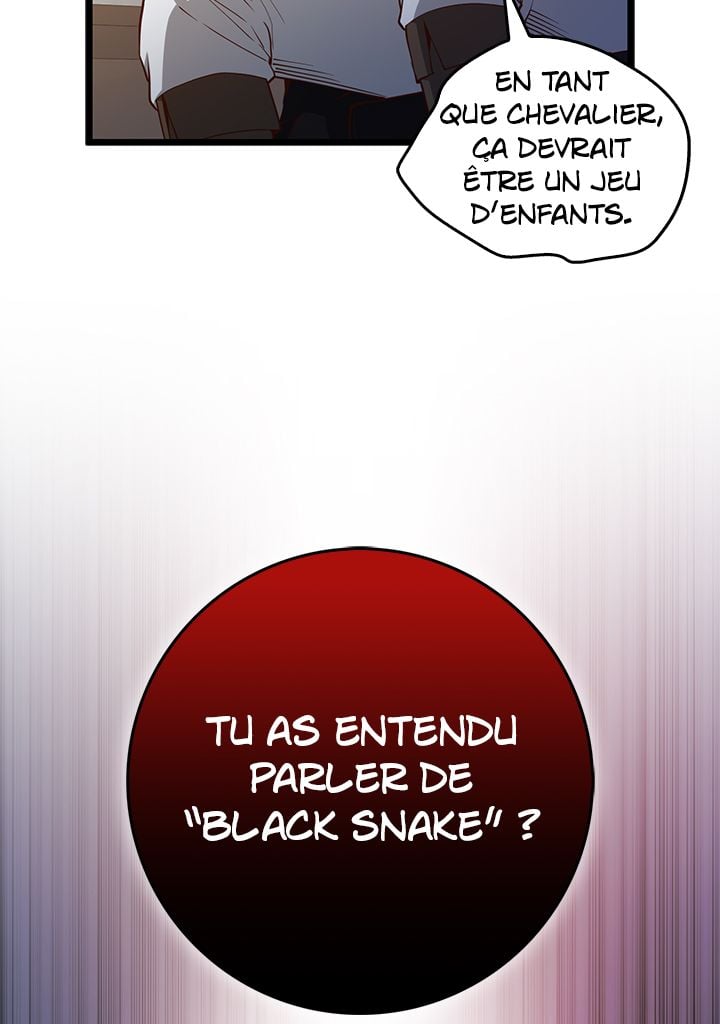 EN TANT
QUE CHEVALIER,
ÇA DEVRAIT
ÊTRE UN JEU
D'ENFANTS.
TU AS ENTENDU
PARLER DE
"BLACK SNAKE" ?